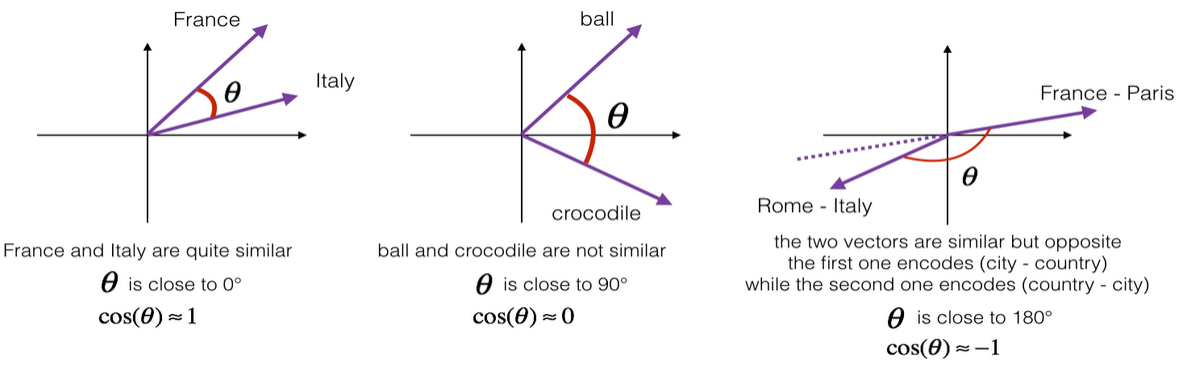 France
Italy
θ
France and Italy are quite similar
θ is close to 0°
cos(θ) ≈ 1
ball
θ
crocodile
ball and crocodile are not similar
θ is close to 90°
cos(θ) ≈ 0
France - Paris
θ
Rome - Italy
the two vectors are similar but opposite
the first one encodes (city - country)
while the second one encodes (country - city)
θ is close to 180°
cos(θ) ≈ −1